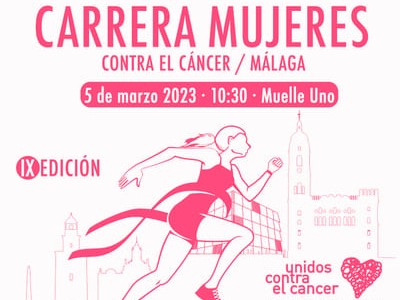 CARRERA MUJERES
CONTRA EL CÁNCER / MÁLAGA
5 de marzo 2023 · 10:30 · Muelle Uno
IX EDICIÓN
unidos
contra
el cáncer